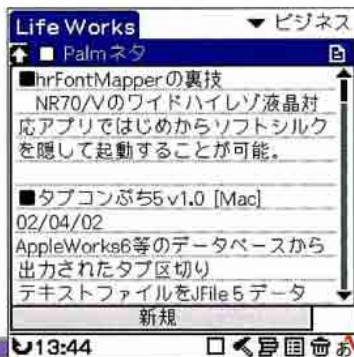 Life Works
▼ ビジネス
■ Palmネタ
■hrFontMapperの裏技
NR70/Vのワイドハイレゾ液晶対
応アプリではじめからソフトシルク
を隠して起動することが可能。
■タブコンぷち5 v1.0 [Mac]
02/04/02
AppleWorks6等のデータベースから
出力されたタブ区切り
テキストファイルをJFile 5 データ
新規
13:44
あ